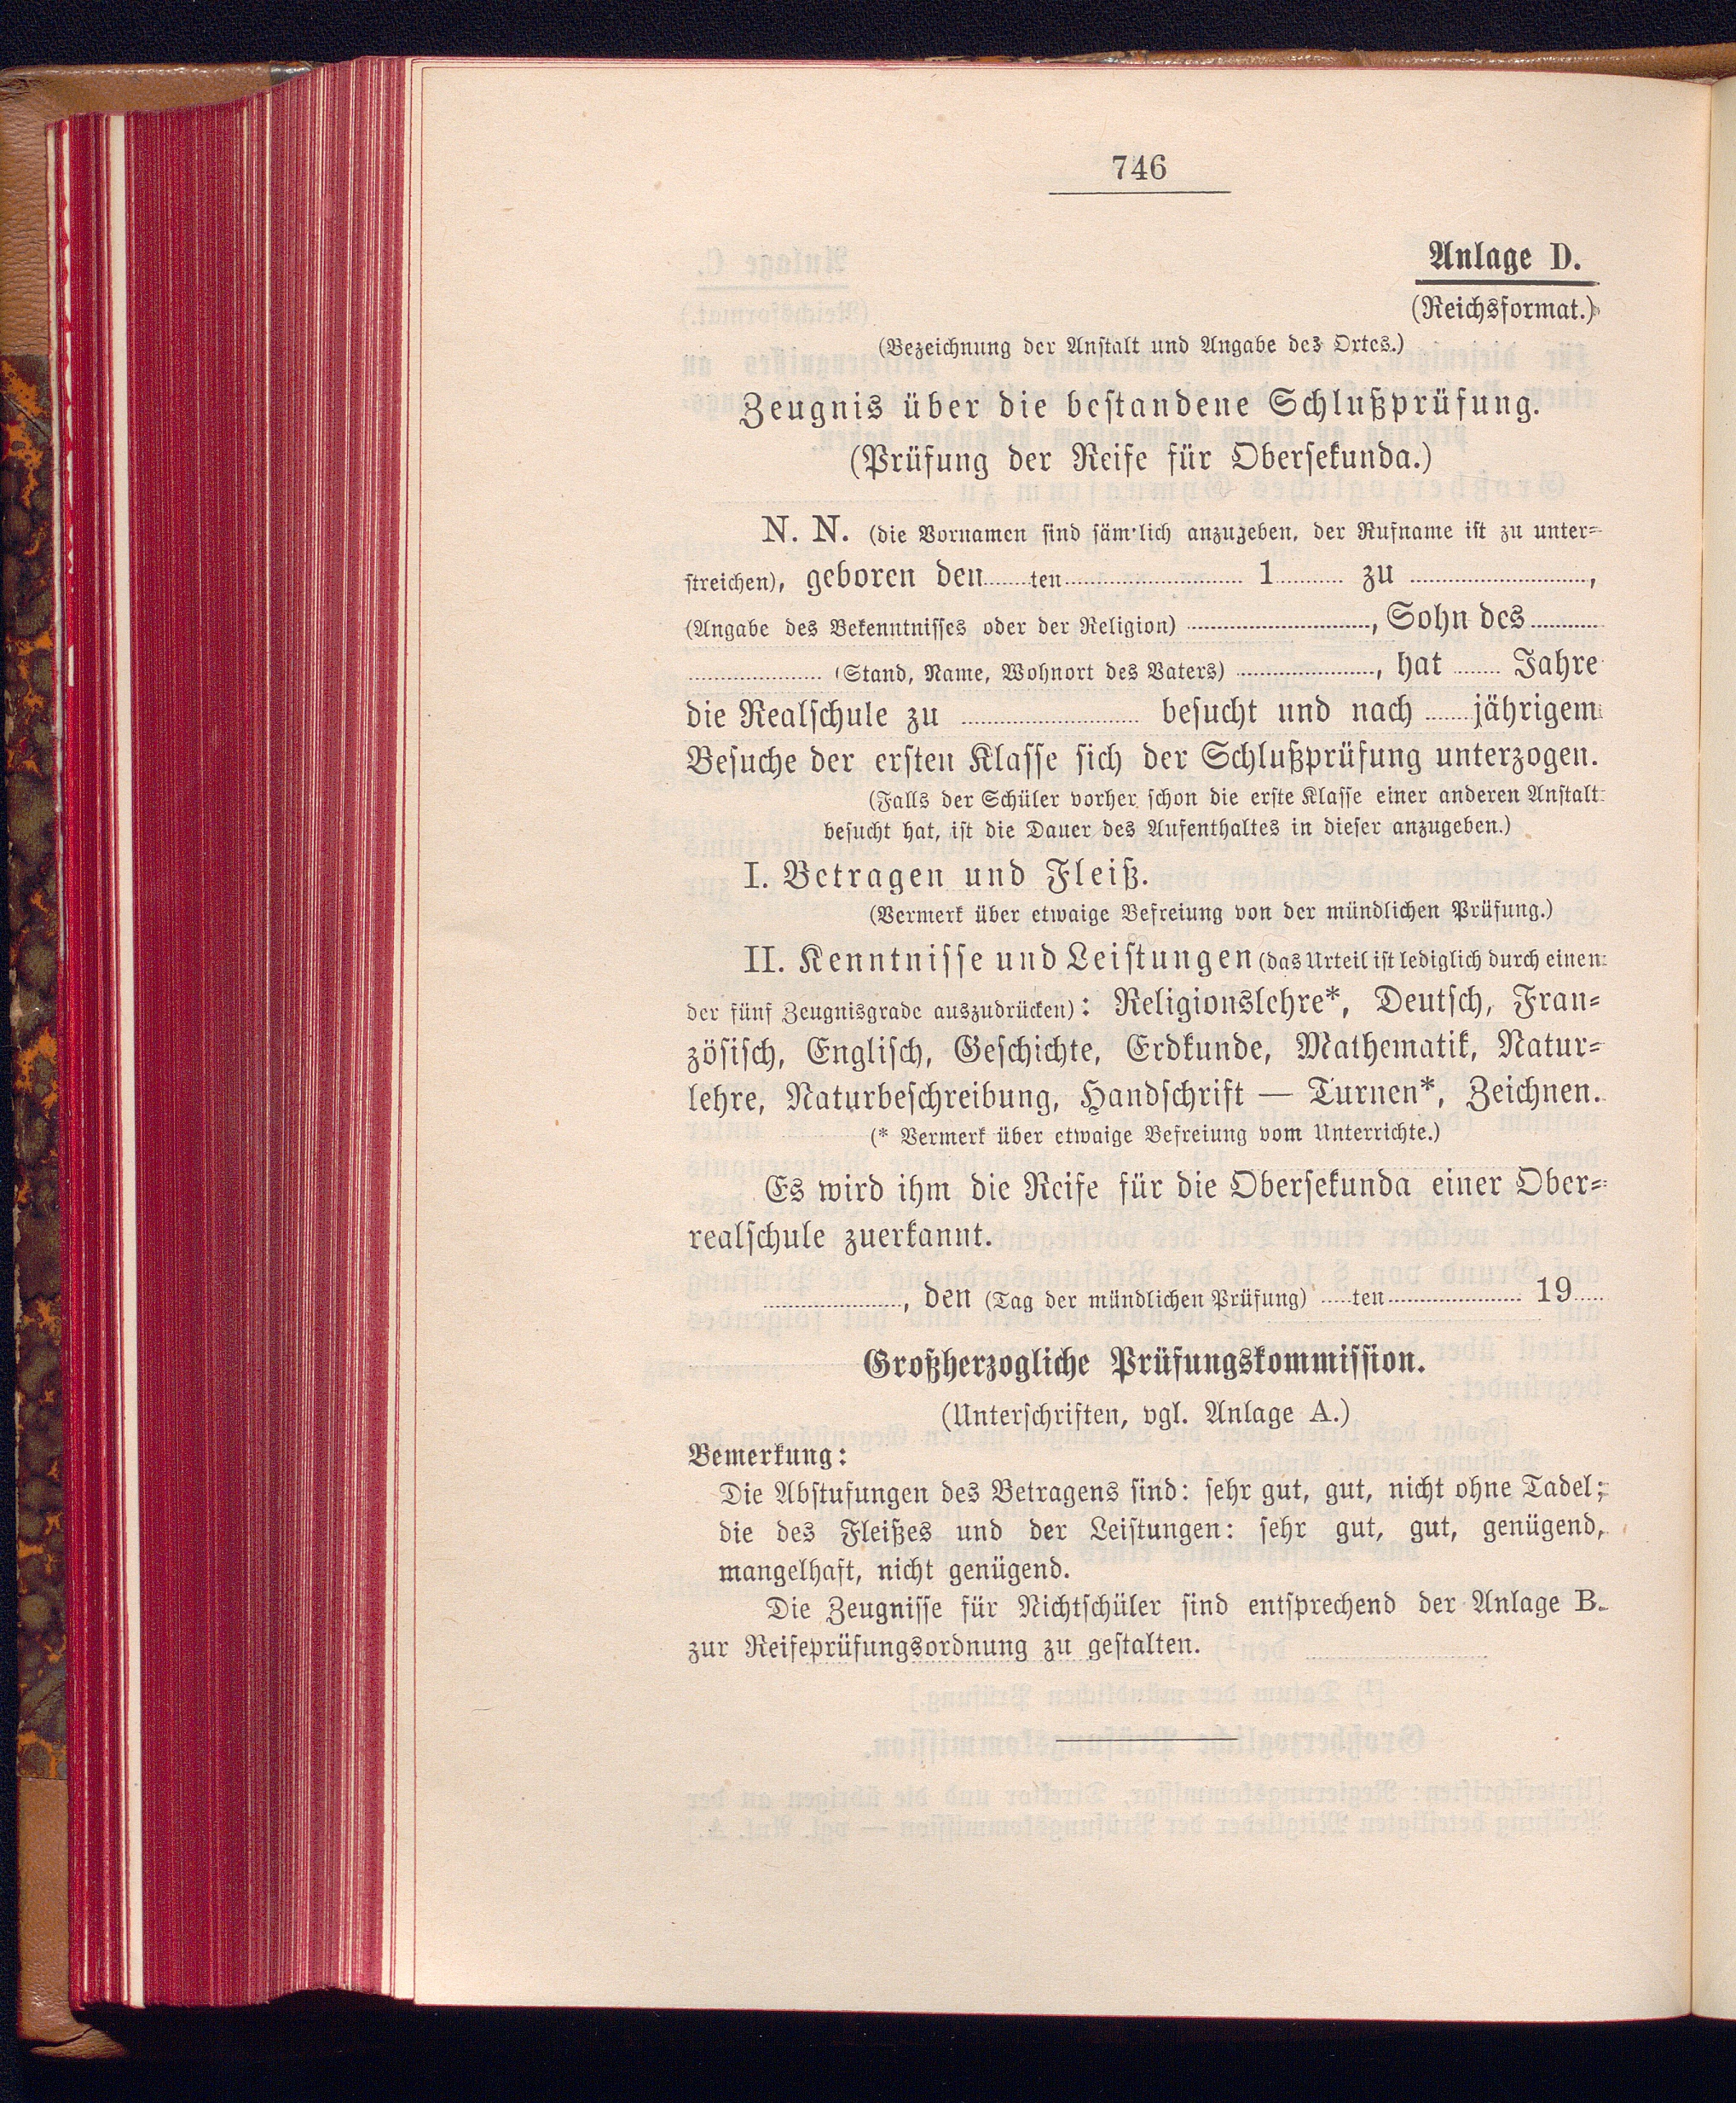 746
Anlage D.
(Reichsformat.)
(Bezeichnung der Anstalt und Angabe des Ortes.)
Zeugnis über die bestandene Schlußprüfung.
(Prüfung der Reife für Obersekunda.)
N. N. (die Vornamen sind sämtlich anzugeben, der Rufname ist zu unter-
streichen), geboren den ...... ten .................. 1 ........ zu ..................,
(Angabe des Bekenntnisses oder der Religion) .................., Sohn des ........
.............. (Stand, Name, Wohnort des Vaters) .............., hat ...... Jahre
die Realschule zu .................. besucht und nach ...... jährigem
Besuche der ersten Klasse sich der Schlußprüfung unterzogen.
(Falls der Schüler vorher schon die erste Klasse einer anderen Anstalt
besucht hat, ist die Dauer des Aufenthaltes in dieser anzugeben.)
I. Betragen und Fleiß.
(Vermerk über etwaige Befreiung von der mündlichen Prüfung.)
II. Kenntnisse und Leistungen (das Urteil ist lediglich durch einen
der fünf Zeugnisgrade auszudrücken): Religionslehre*, Deutsch, Fran-
zösisch, Englisch, Geschichte, Erdkunde, Mathematik, Natur-
lehre, Naturbeschreibung, Handschrift — Turnen*, Zeichnen.
(* Vermerk über etwaige Befreiung vom Unterrichte.)
Es wird ihm die Reife für die Obersekunda einer Ober-
realschule zuerkannt.
.............., den (Tag der mündlichen Prüfung) ...... ten .............. 19 ....
Großherzogliche Prüfungskommission.
(Unterschriften, vgl. Anlage A.)
Bemerkung:
Die Abstufungen des Betragens sind: sehr gut, gut, nicht ohne Tadel;
die des Fleißes und der Leistungen: sehr gut, gut, genügend,
mangelhaft, nicht genügend.
Die Zeugnisse für Nichtschüler sind entsprechend der Anlage B.
zur Reifeprüfungsordnung zu gestalten.